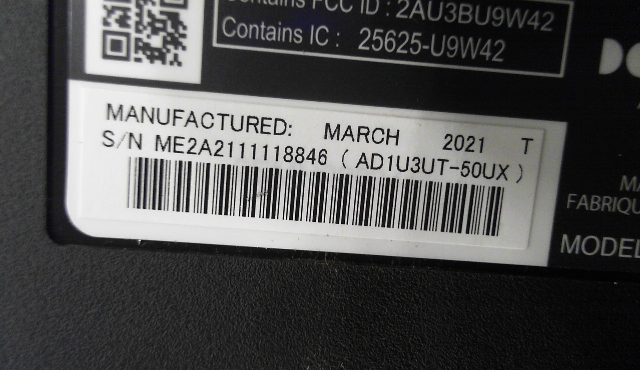 Contains FCC ID : 2AU3BU9W42
Contains IC : 25625-U9W42
MANUFACTURED: MARCH 2021 T
S/N ME2A2111118846 ( AD1U3UT-50UX )
MODEL